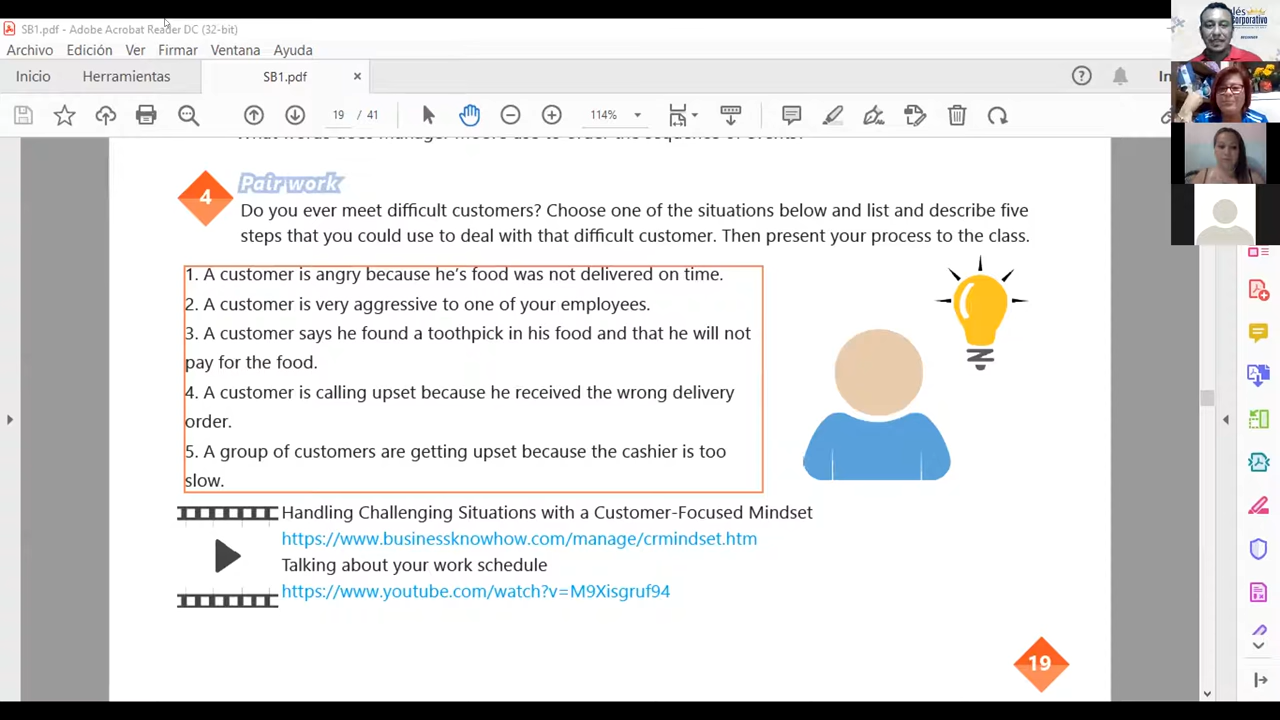 SB1.pdf - Adobe Acrobat Reader DC (32-bit)
Archivo Edición Ver Firmar Ventana Ayuda
Inicio Herramientas SB1.pdf ×
19 / 41 114%
4 Pair work
Do you ever meet difficult customers? Choose one of the situations below and list and describe five
steps that you could use to deal with that difficult customer. Then present your process to the class.
1. A customer is angry because he's food was not delivered on time.
2. A customer is very aggressive to one of your employees.
3. A customer says he found a toothpick in his food and that he will not
pay for the food.
4. A customer is calling upset because he received the wrong delivery
order.
5. A group of customers are getting upset because the cashier is too
slow.
Handling Challenging Situations with a Customer-Focused Mindset
https://www.businessknowhow.com/manage/crmindset.htm
Talking about your work schedule
https://www.youtube.com/watch?v=M9Xisgruf94
19